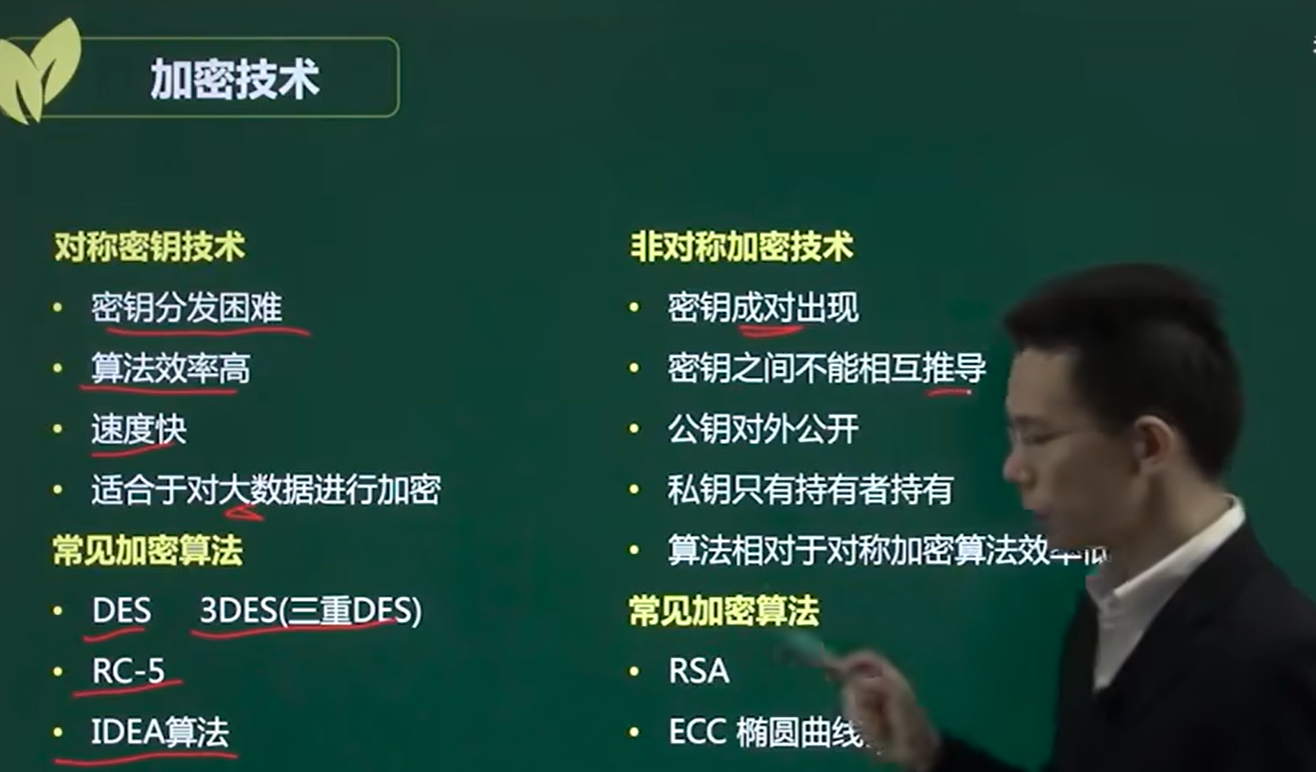 加密技术
对称密钥技术
密钥分发困难
算法效率高
速度快
适合于对大数据进行加密
常见加密算法
DES 3DES(三重DES)
RC-5
IDEA算法
非对称加密技术
密钥成对出现
密钥之间不能相互推导
公钥对外公开
私钥只有持有者持有
算法相对于对称加密算法效率低
常见加密算法
RSA
ECC 椭圆曲线